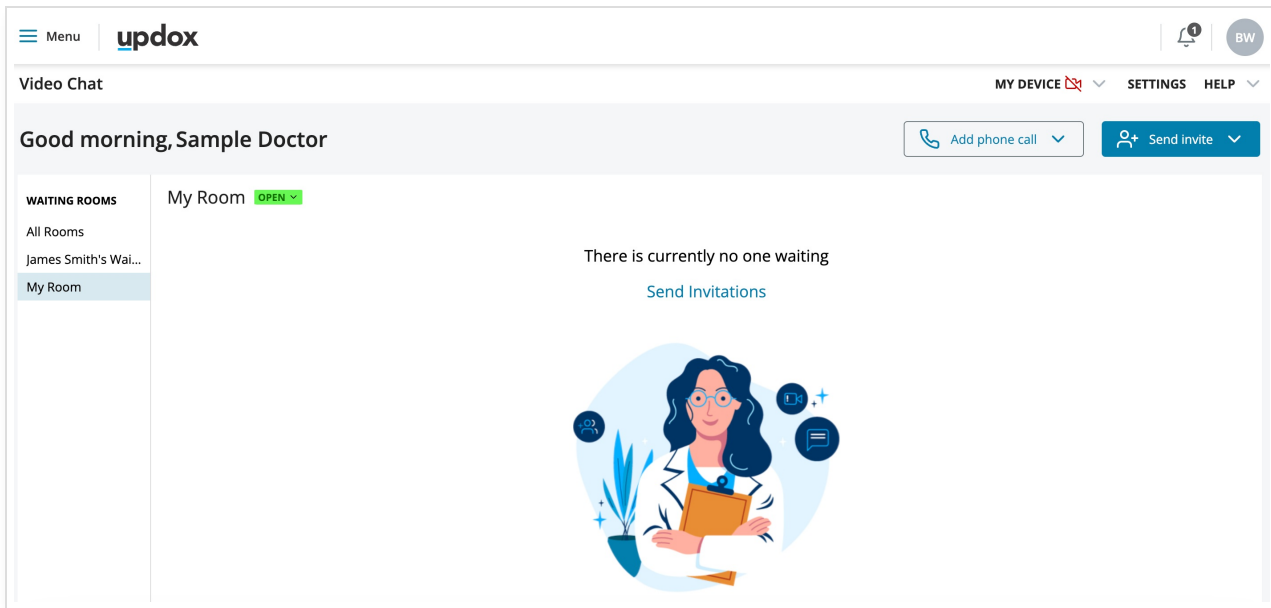 Menu updox 1 BW
Video Chat MY DEVICE SETTINGS HELP
Good morning, Sample Doctor Add phone call Send invite
WAITING ROOMS
All Rooms
James Smith's Wai...
My Room
My Room OPEN
There is currently no one waiting
Send Invitations